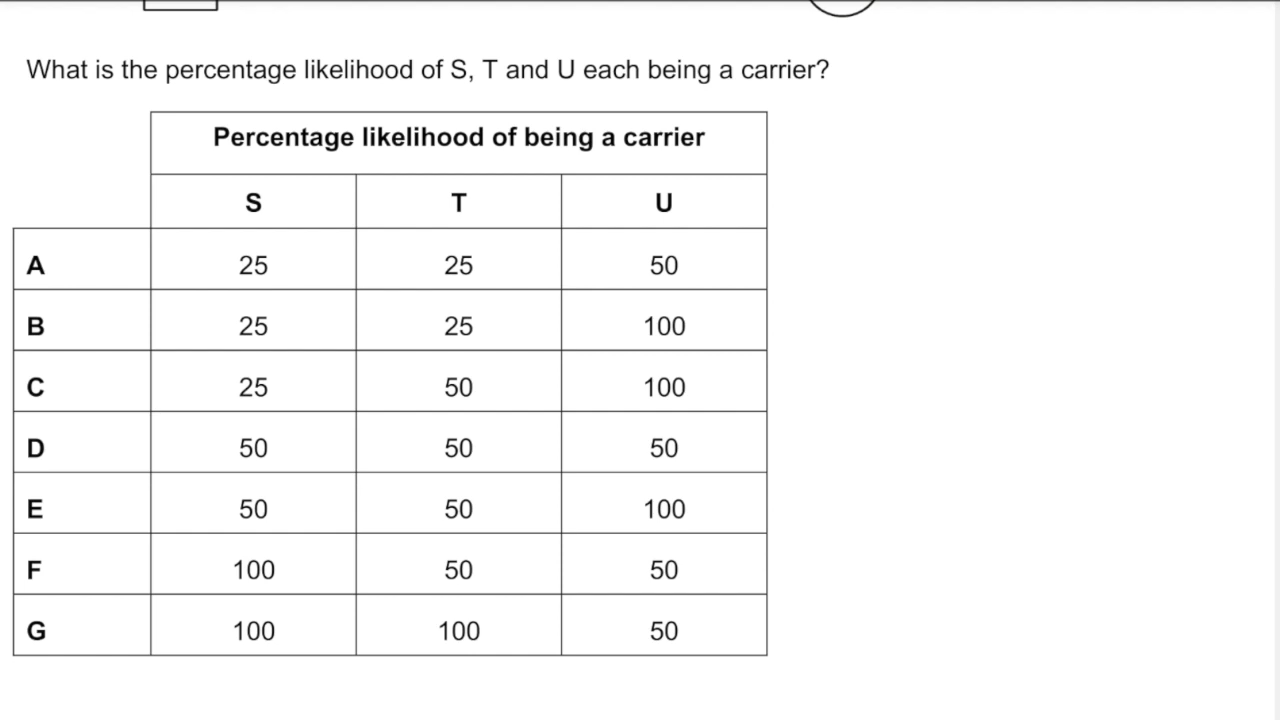 What is the percentage likelihood of S, T and U each being a carrier?
Percentage likelihood of being a carrier
S T U
A 25 25 50
B 25 25 100
C 25 50 100
D 50 50 50
E 50 50 100
F 100 50 50
G 100 100 50